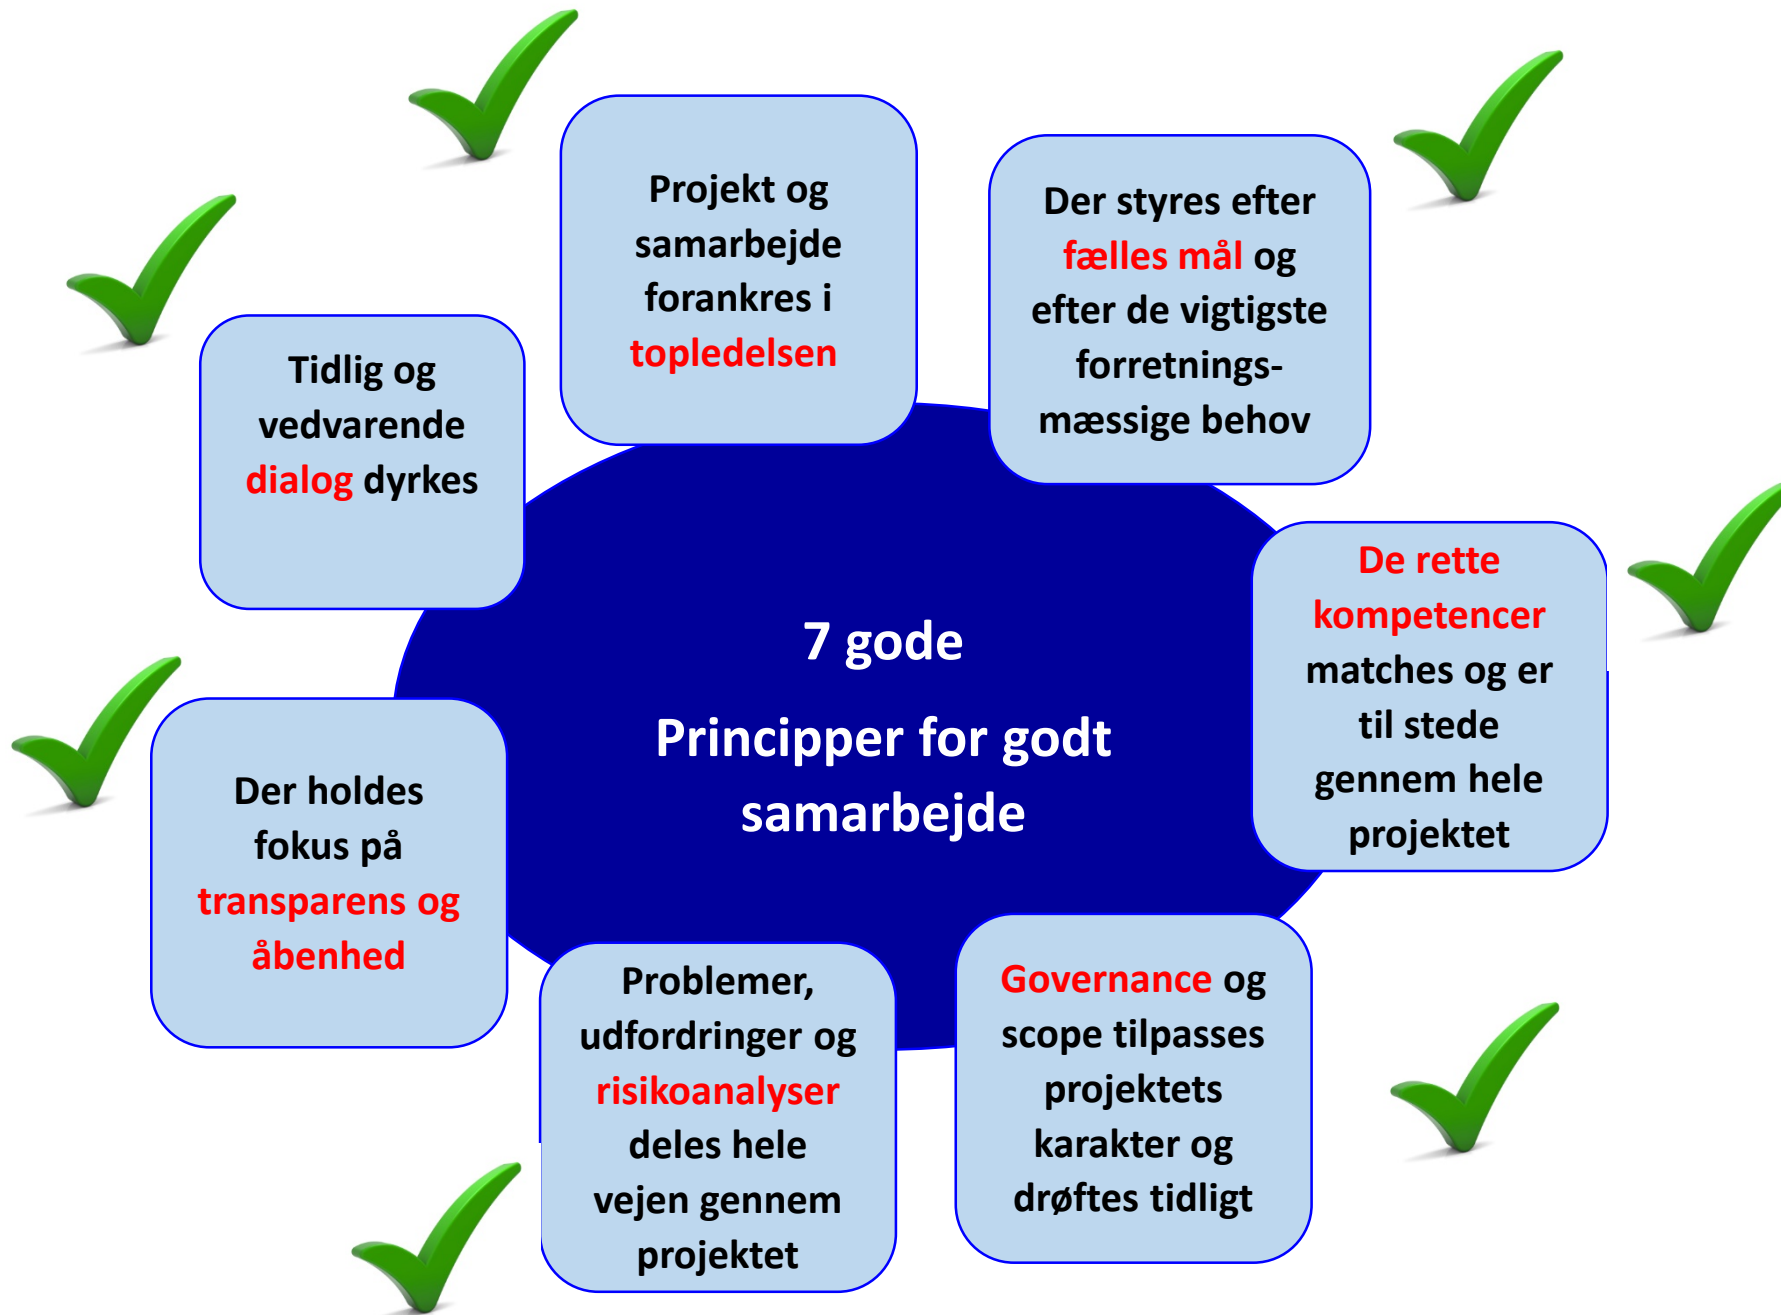 Projekt og
samarbejde
forankres i
topledelsen
Der styres efter
fælles mål og
efter de vigtigste
forretnings-
mæssige behov
Tidlig og
vedvarende
dialog dyrkes
De rette
kompetencer
matches og er
til stede
gennem hele
projektet
7 gode
Principper for godt
samarbejde
Der holdes
fokus på
transparens og
åbenhed
Problemer,
udfordringer og
risikoanalyser
deles hele
vejen gennem
projektet
Governance og
scope tilpasses
projektets
karakter og
drøftes tidligt